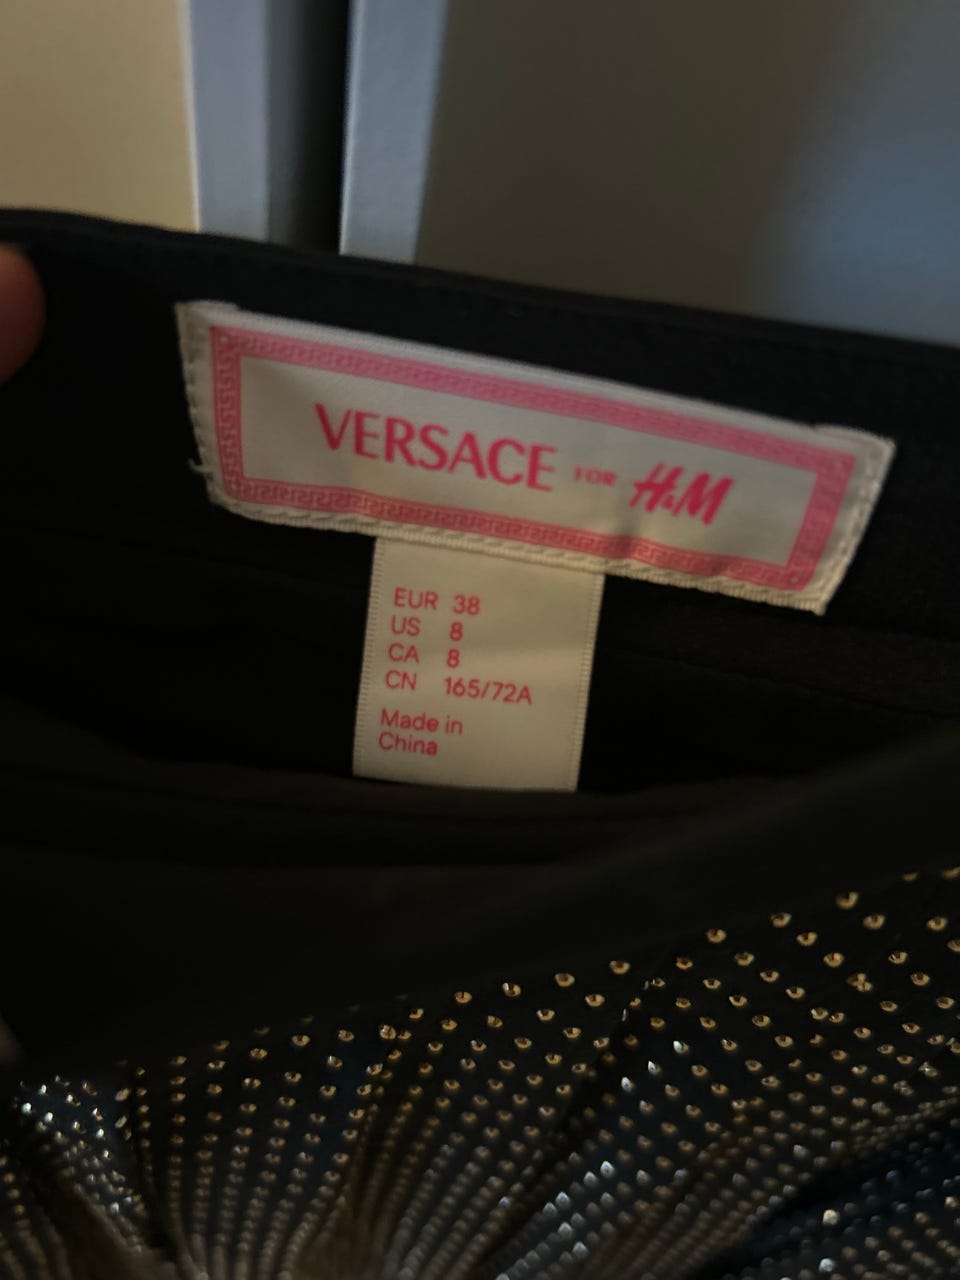 VERSACE FOR H&M
EUR 38
US 8
CA 8
CN 165/72A
Made in
China